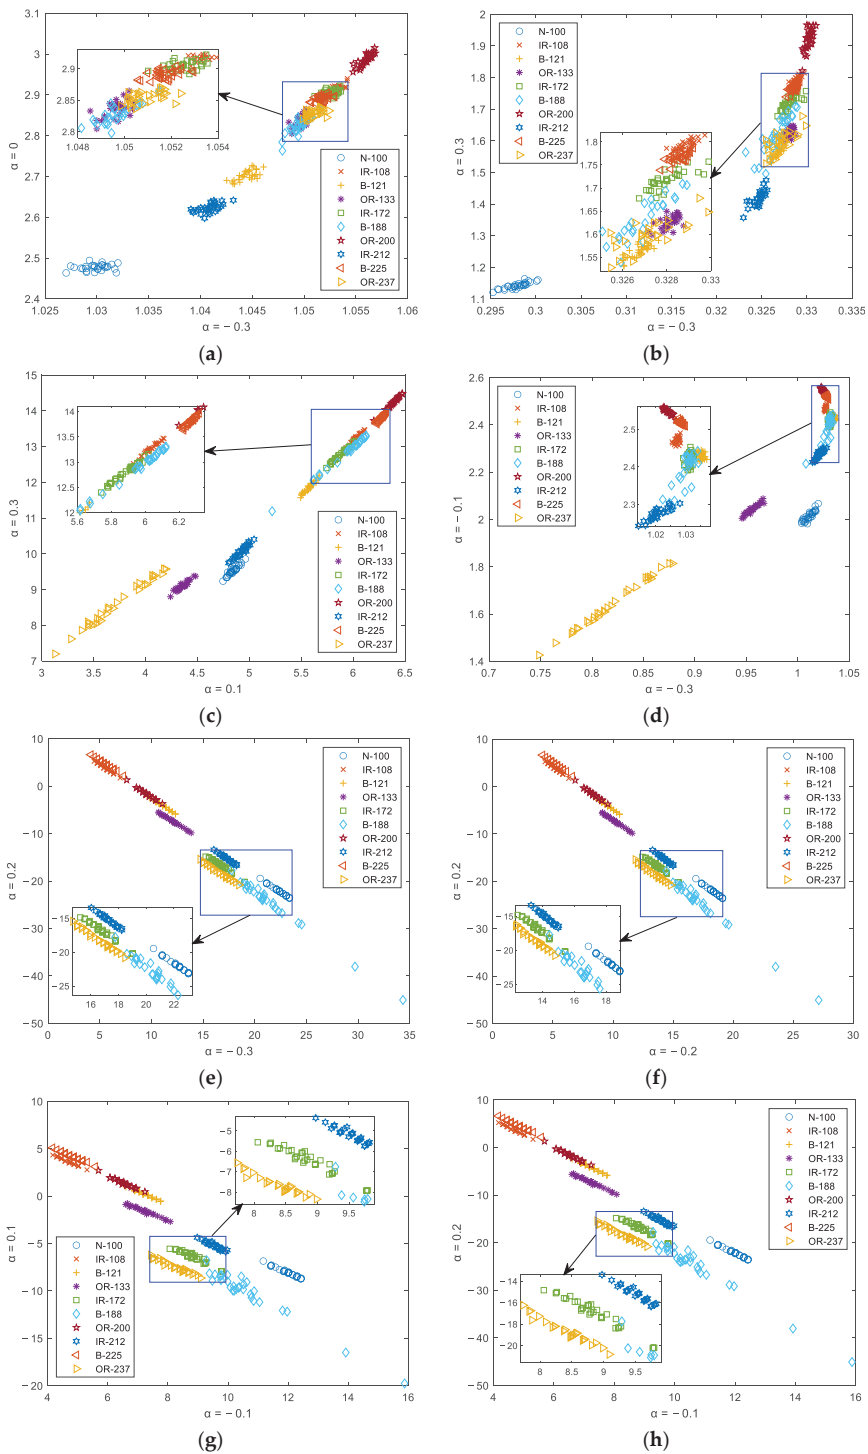 α = 0
3.1
3
2.9
2.8
2.7
2.6
2.5
2.4
1.025
1.03
1.035
1.04
1.045
1.05
1.055
1.06
α = − 0.3
2.9
2.85
2.8
1.048
1.05
1.052
1.054
N-100
IR-108
B-121
OR-133
IR-172
B-188
OR-200
IR-212
B-225
OR-237
(a)
α = 0.3
2
1.9
1.8
1.7
1.6
1.5
1.4
1.3
1.2
1.1
0.295
0.3
0.305
0.31
0.315
0.32
0.325
0.33
0.335
α = − 0.3
N-100
IR-108
B-121
OR-133
IR-172
B-188
OR-200
IR-212
B-225
OR-237
1.8
1.75
1.7
1.65
1.6
1.55
0.326
0.328
0.33
(b)
α = 0.3
15
14
13
12
11
10
9
8
7
3
3.5
4
4.5
5
5.5
6
6.5
α = 0.1
14
13.5
13
12.5
12
5.6
5.8
6
6.2
N-100
IR-108
B-121
OR-133
IR-172
B-188
OR-200
IR-212
B-225
OR-237
(c)
α = − 0.1
2.6
2.4
2.2
2
1.8
1.6
1.4
0.7
0.75
0.8
0.85
0.9
0.95
1
1.05
α = − 0.3
N-100
IR-108
B-121
OR-133
IR-172
B-188
OR-200
IR-212
B-225
OR-237
2.5
2.4
2.3
1.02
1.03
(d)
α = 0.2
10
0
−10
−20
−30
−40
−50
0
5
10
15
20
25
30
35
α = − 0.3
N-100
IR-108
B-121
OR-133
IR-172
B-188
OR-200
IR-212
B-225
OR-237
−15
−20
−25
16
18
20
22
(e)
α = 0.2
10
0
−10
−20
−30
−40
−50
0
5
10
15
20
25
30
α = − 0.2
N-100
IR-108
B-121
OR-133
IR-172
B-188
OR-200
IR-212
B-225
OR-237
−15
−20
−25
14
16
18
(f)
α = 0.1
10
5
0
−5
−10
−15
−20
4
6
8
10
12
14
16
α = − 0.1
−5
−6
−7
−8
8
8.5
9
9.5
N-100
IR-108
B-121
OR-133
IR-172
B-188
OR-200
IR-212
B-225
OR-237
(g)
α = 0.2
10
0
−10
−20
−30
−40
−50
4
6
8
10
12
14
16
α = − 0.1
N-100
IR-108
B-121
OR-133
IR-172
B-188
OR-200
IR-212
B-225
OR-237
−14
−16
−18
−20
8
8.5
9
9.5
(h)